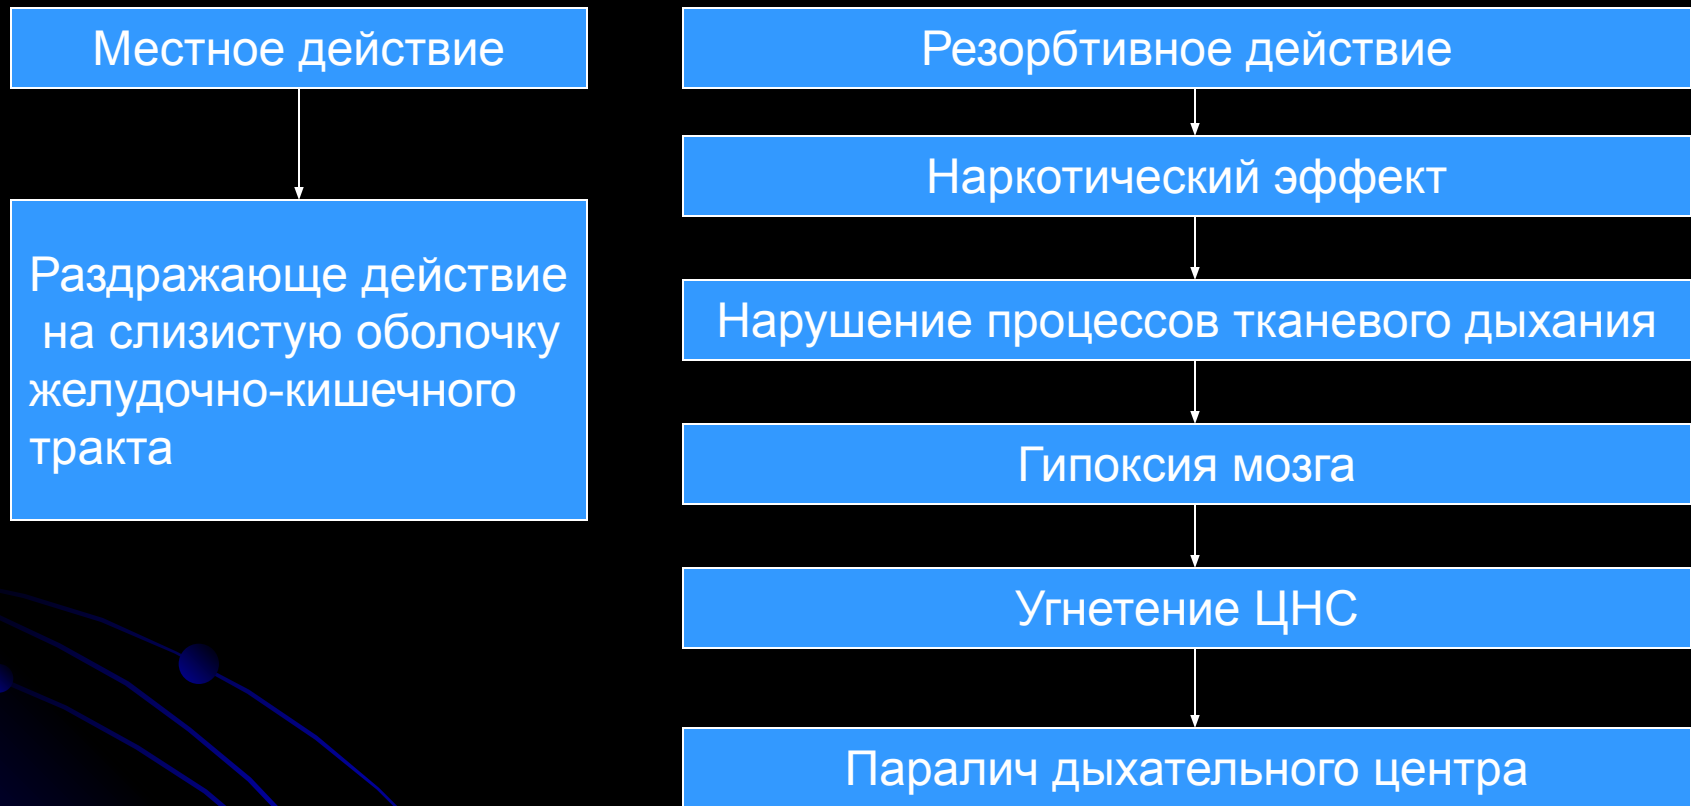 Местное действие
Раздражающе действие
на слизистую оболочку
желудочно-кишечного
тракта
Резорбтивное действие
Наркотический эффект
Нарушение процессов тканевого дыхания
Гипоксия мозга
Угнетение ЦНС
Паралич дыхательного центра